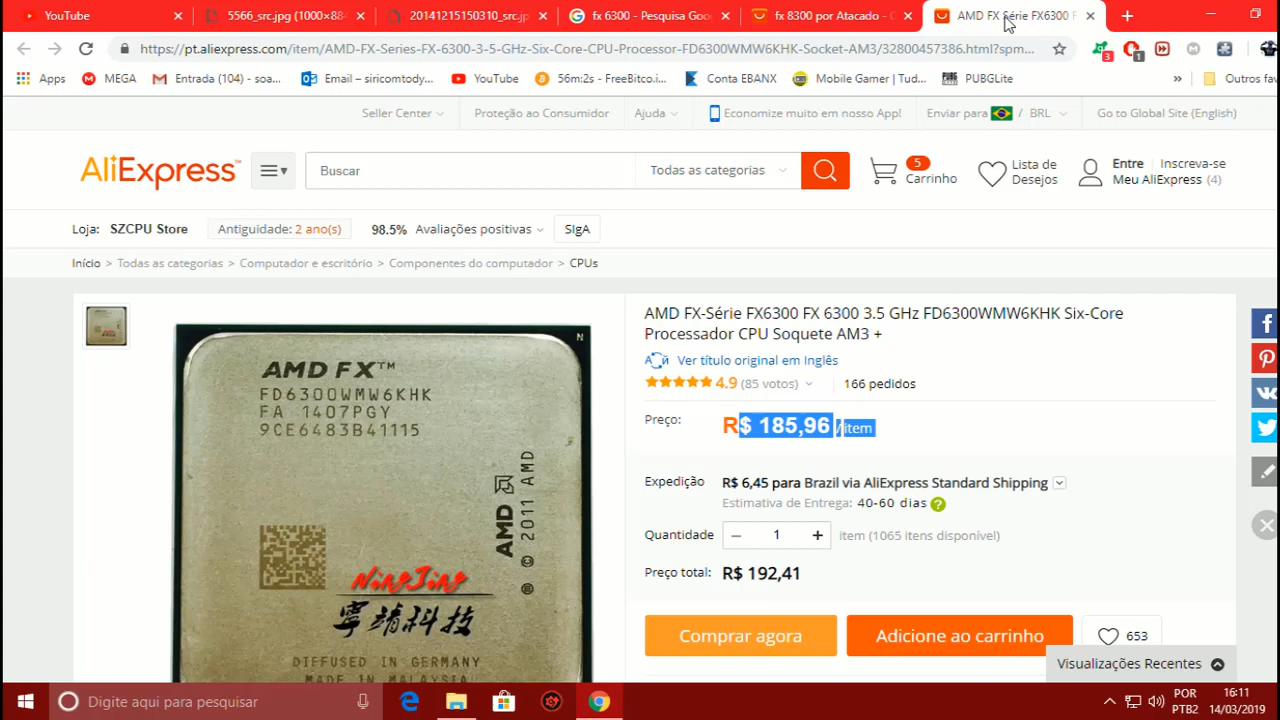 YouTube
5566_src.jpg (1000×88
20141215150310_src.jp
fx 6300 - Pesquisa Goo
fx 8300 por Atacado - C
AMD FX Série FX6300 F
https://pt.aliexpress.com/item/AMD-FX-Series-FX-6300-3-5-GHz-Six-Core-CPU-Processor-FD6300WMW6KHK-Socket-AM3/32800457386.html?spm...
3
1
Apps
MEGA
Entrada (104) - soa...
Email – siricomtody...
YouTube
56m:2s - FreeBitco.i...
Conta EBANX
Mobile Gamer | Tud...
PUBGLite
»
Outros fav
Seller Center
Proteção ao Consumidor
Ajuda
Economize muito em nosso App!
Enviar para / BRL
Go to Global Site (English)
AliExpress™
Buscar
Todas as categorias
5
Carrinho
Lista de
Desejos
Entre
Inscreva-se
Meu AliExpress (4)
Loja: SZCPU Store
Antiguidade: 2 ano(s)
98.5% Avaliações positivas
SIgA
Início > Todas as categorias > Computador e escritório > Componentes do computador > CPUs
AMD FX-Série FX6300 FX 6300 3.5 GHz FD6300WMW6KHK Six-Core
Processador CPU Soquete AM3 +
Ver título original em Inglês
4.9 (85 votos)
166 pedidos
Preço:
R$ 185,96 /item
Expedição
R$ 6,45 para Brazil via AliExpress Standard Shipping
Estimativa de Entrega: 40-60 dias
Quantidade
1
item (1065 itens disponível)
Preço total: R$ 192,41
Comprar agora
Adicione ao carrinho
653
Visualizações Recentes
N
AMD FX™
FD6300WMW6KHK
FA 1407PGY
9CE6483B41115
AMD
© 2011 AMD
NingJing
寧靖科技
DIFFUSED IN GERMANY
MADE IN MALAYSIA
Digite aqui para pesquisar
POR
PTB2
16:11
14/03/2019